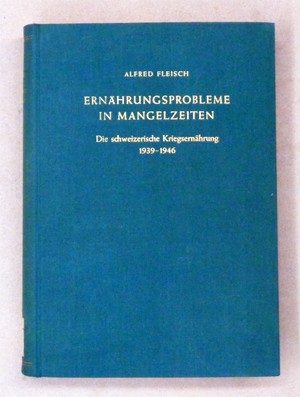 ALFRED FLEISCH
ERNÄHRUNGSPROBLEME
IN MANGELZEITEN
Die schweizerische Kriegsernährung
1939-1946